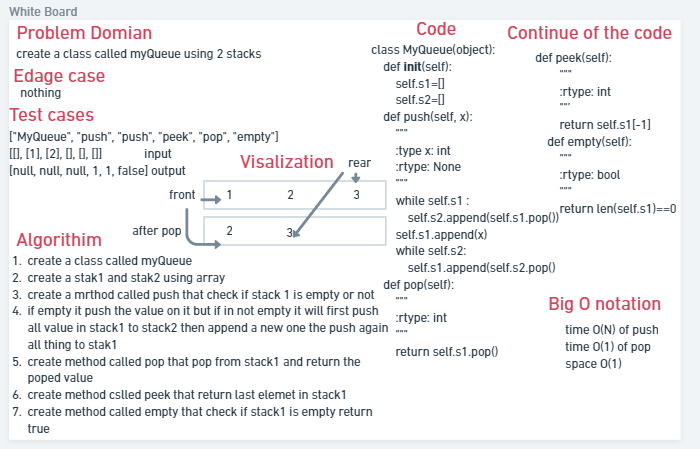 White Board
Problem Domian
create a class called myQueue using 2 stacks
Edage case
nothing
Test cases
["MyQueue", "push", "push", "peek", "pop", "empty"]
[[], [1], [2], [], [], []] input
[null, null, null, 1, 1, false] output
Visalization
rear
front
1 2 3
after pop
2 3
Algorithim
1. create a class called myQueue
2. create a stak1 and stak2 using array
3. create a mrthod called push that check if stack 1 is empty or not
4. if empty it push the value on it but if in not empty it will first push
all value in stack1 to stack2 then append a new one the push again
all thing to stak1
5. create method called pop that pop from stack1 and return the
poped value
6. create method cslled peek that return last elemet in stack1
7. create method called empty that check if stack1 is empty return
true
Code
class MyQueue(object):
def init(self):
self.s1=[]
self.s2=[]
def push(self, x):
"""
:type x: int
:rtype: None
"""
while self.s1 :
self.s2.append(self.s1.pop())
self.s1.append(x)
while self.s2:
self.s1.append(self.s2.pop()
def pop(self):
"""
:rtype: int
"""
return self.s1.pop()
Continue of the code
def peek(self):
"""
:rtype: int
"""
return self.s1[-1]
def empty(self):
"""
:rtype: bool
"""
return len(self.s1)==0
Big O notation
time O(N) of push
time O(1) of pop
space O(1)